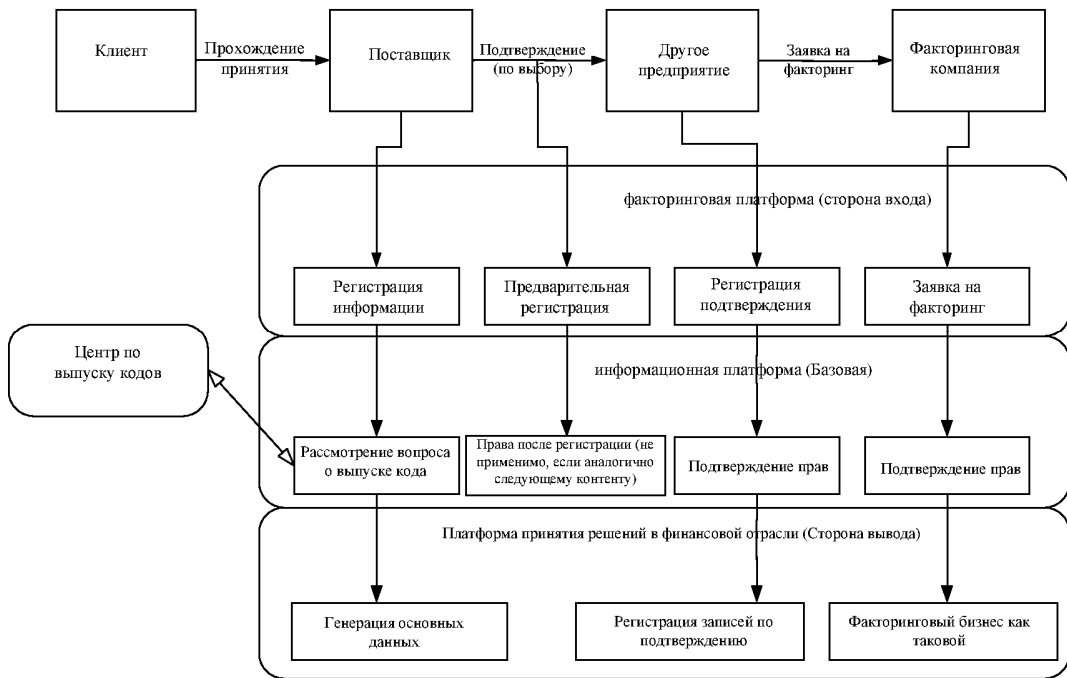 Клиент
Прохождение
принятия
Поставщик
Подтверждение
(по выбору)
Другое
предприятие
Заявка на
факторинг
Факторинговая
компания
факторинговая платформа (сторона входа)
Регистрация
информации
Предварительная
регистрация
Регистрация
подтверждения
Заявка на
факторинг
Центр по
выпуску кодов
информационная платформа (Базовая)
Рассмотрение вопроса
о выпуске кода
Права после регистрации (не
применимо, если аналогично
следующему контенту)
Подтверждение прав
Подтверждение прав
Платформа принятия решений в финансовой отрасли (Сторона вывода)
Генерация основных
данных
Регистрация записей по
подтверждению
Факторинговый бизнес как
таковой